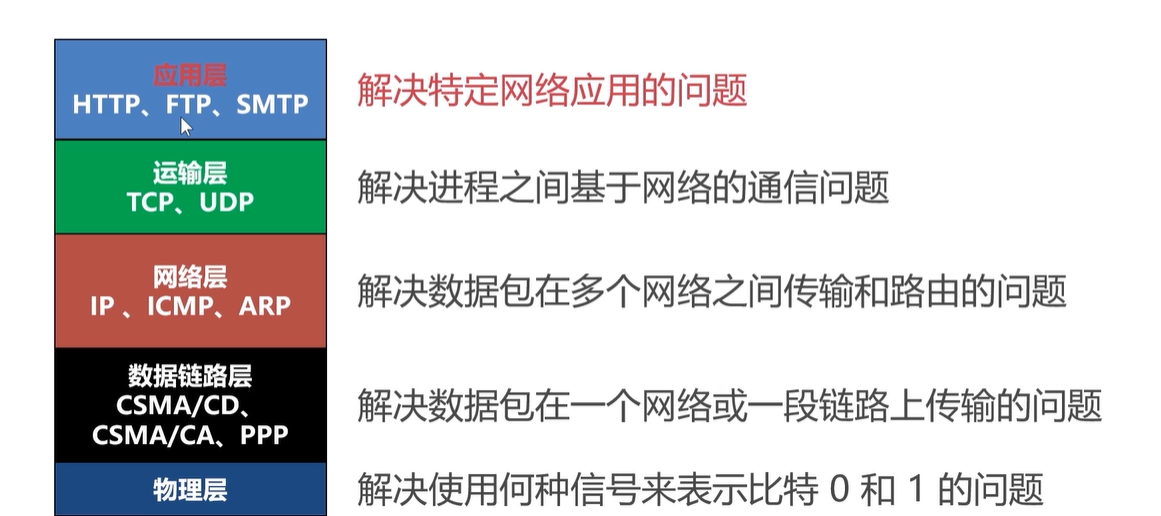 应用层
HTTP、FTP、SMTP
解决特定网络应用的问题
运输层
TCP、UDP
解决进程之间基于网络的通信问题
网络层
IP 、ICMP、ARP
解决数据包在多个网络之间传输和路由的问题
数据链路层
CSMA/CD、
CSMA/CA、PPP
解决数据包在一个网络或一段链路上传输的问题
物理层
解决使用何种信号来表示比特 0 和 1 的问题